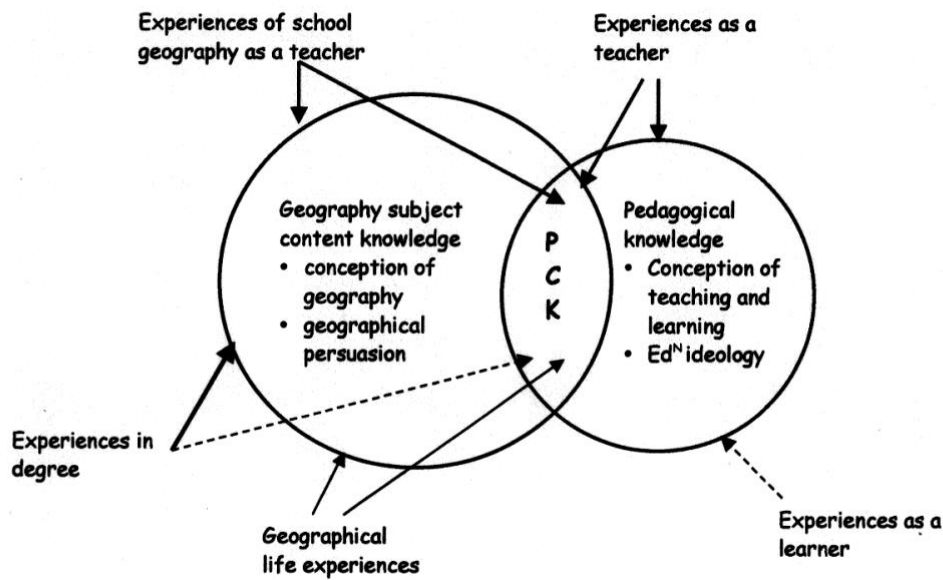 Experiences of school
geography as a teacher
Experiences as a
teacher
Geography subject
content knowledge
• conception of
geography
• geographical
persuasion
P
C
K
Pedagogical
knowledge
• Conception of
teaching and
learning
• Edᴺ ideology
Experiences in
degree
Geographical
life experiences
Experiences as a
learner